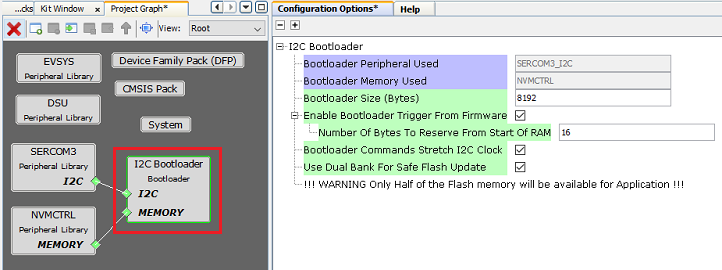 ...cks
Kit Window
Project Graph*
View:
Root
EVSYS
Peripheral Library
Device Family Pack (DFP)
CMSIS Pack
DSU
Peripheral Library
System
SERCOM3
Peripheral Library
I2C
I2C Bootloader
Bootloader
I2C
MEMORY
NVMCTRL
Peripheral Library
MEMORY
Configuration Options*
Help
I2C Bootloader
Bootloader Peripheral Used
SERCOM3_I2C
Bootloader Memory Used
NVMCTRL
Bootloader Size (Bytes)
8192
Enable Bootloader Trigger From Firmware
Number Of Bytes To Reserve From Start Of RAM
16
Bootloader Commands Stretch I2C Clock
Use Dual Bank For Safe Flash Update
!!! WARNING Only Half of the Flash memory will be available for Application !!!